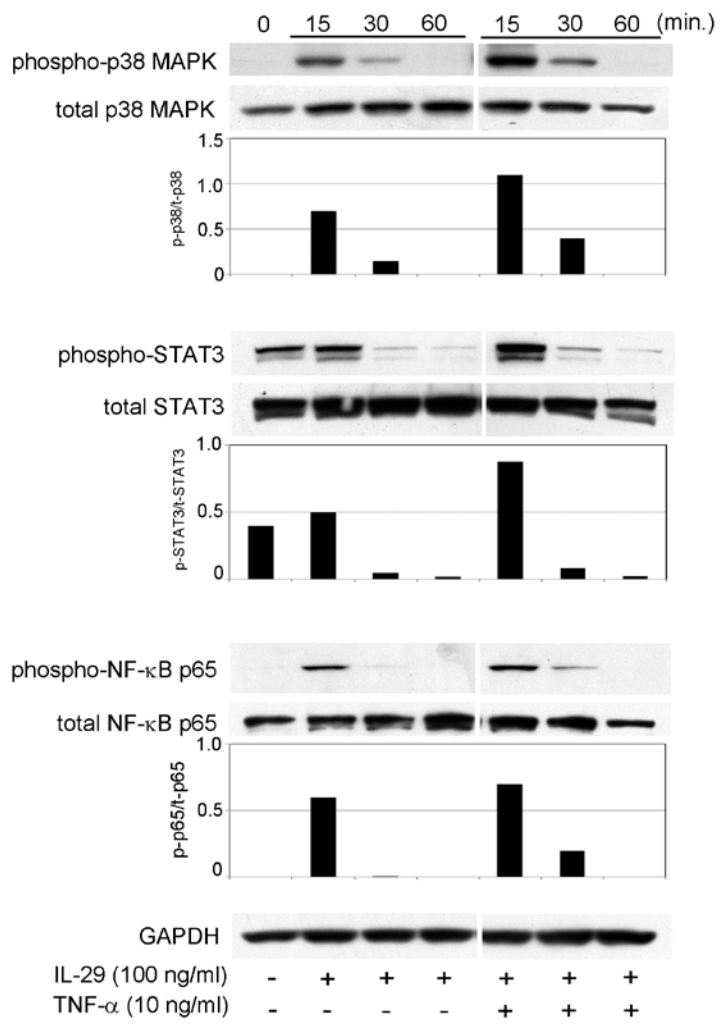 0 15 30 60 15 30 60 (min.)
phospho-p38 MAPK
total p38 MAPK
1.5
1.0
0.5
0
p-p38/t-p38
phospho-STAT3
total STAT3
1.0
0.5
0
p-STAT3/t-STAT3
phospho-NF-κB p65
total NF-κB p65
1.0
0.5
0
p-p65/t-p65
GAPDH
IL-29 (100 ng/ml) - + + + + + +
TNF-α (10 ng/ml) - - - - + + +